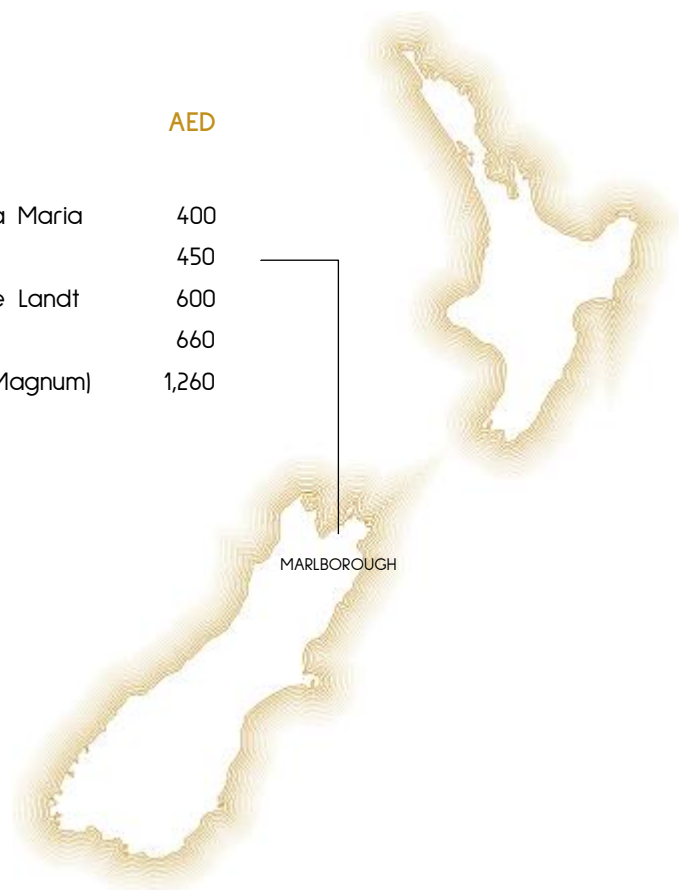 AED
a Maria 400
450
e Landt 600
660
Magnum) 1,260
MARLBOROUGH